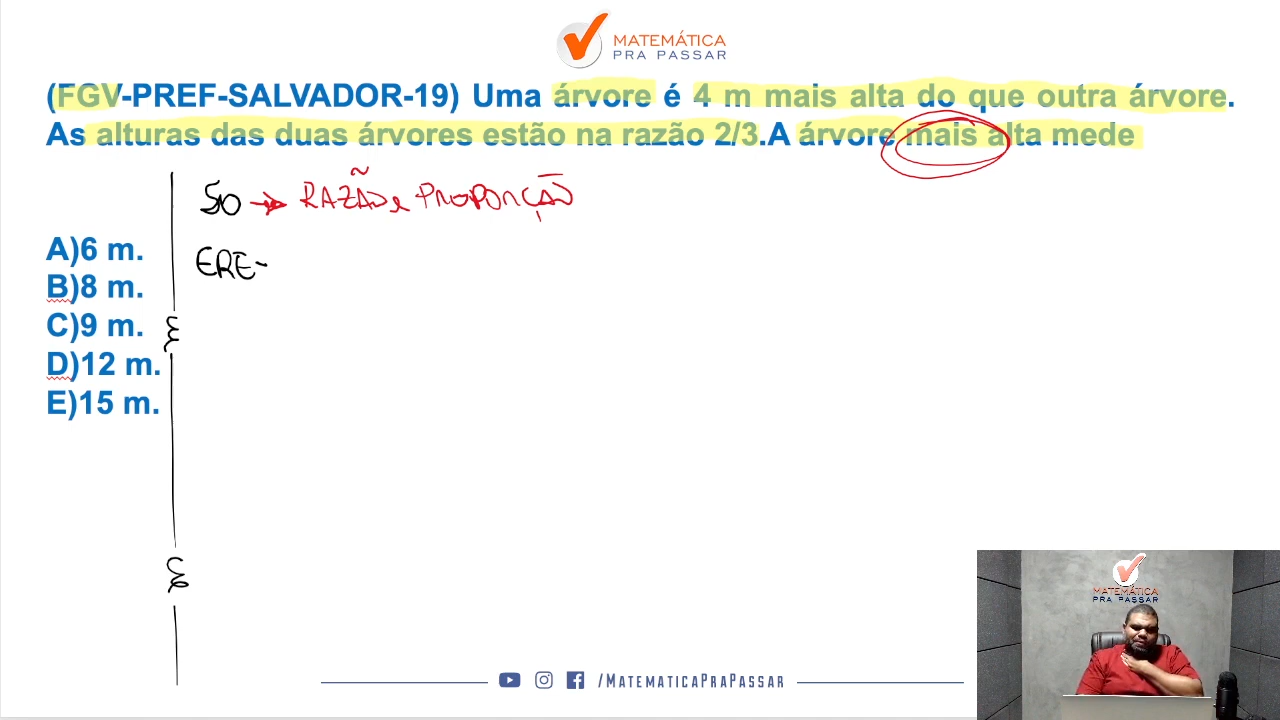 MATEMÁTICA
PRA PASSAR
(FGV-PREF-SALVADOR-19) Uma árvore é 4 m mais alta do que outra árvore.
As alturas das duas árvores estão na razão 2/3.A árvore mais alta mede
RAZÃO e PROPORÇÃO
A)6 m.
B)8 m.
C)9 m.
D)12 m.
E)15 m.
MATEMÁTICA
PRA PASSAR
/MATEMATICAPRAPASSAR